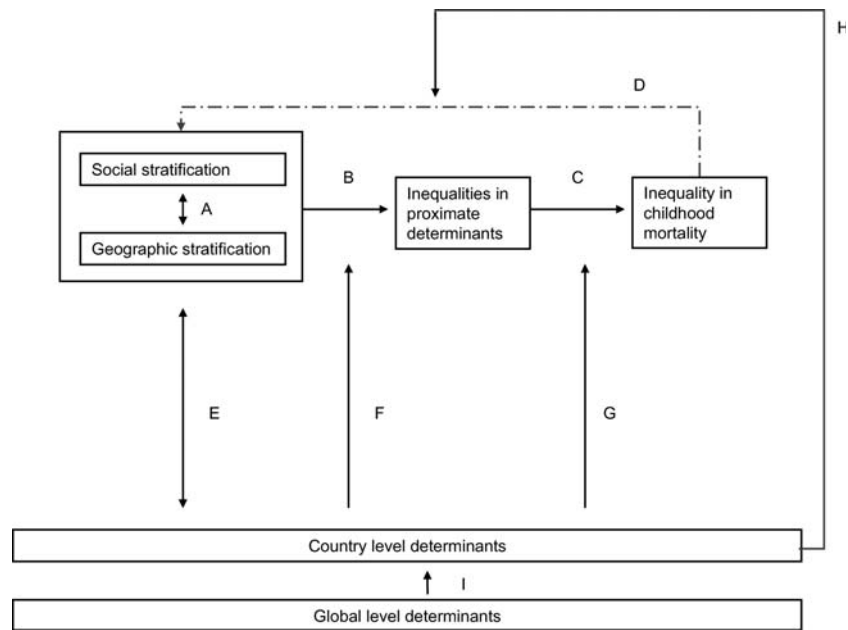 H
D
Social stratification
A
Geographic stratification
B
Inequalities in
proximate
determinants
C
Inequality in
childhood
mortality
E
F
G
Country level determinants
I
Global level determinants